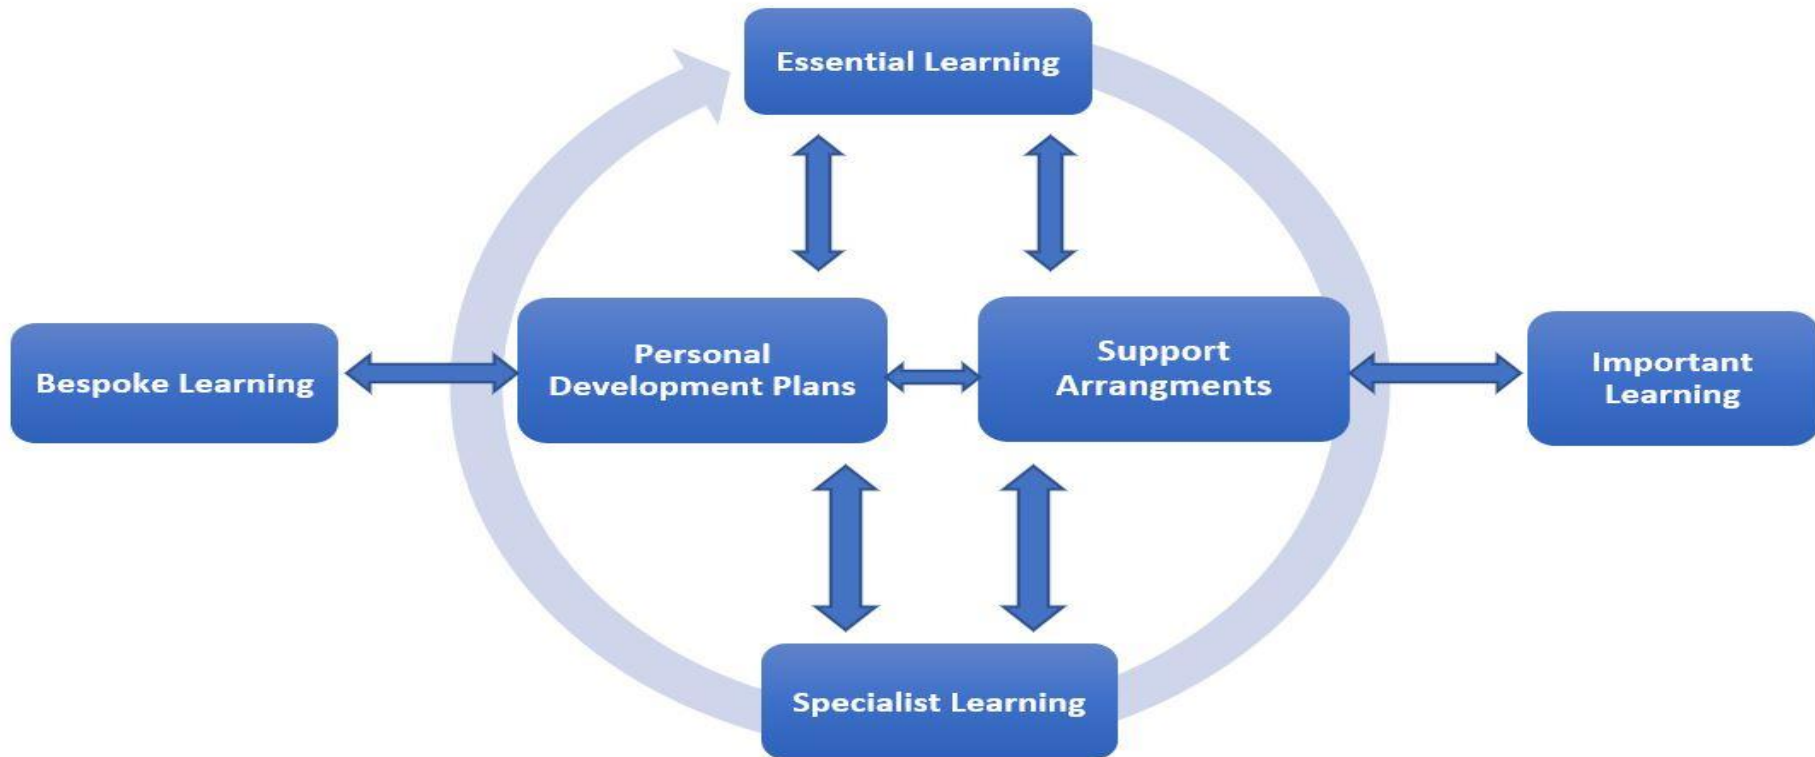 Essential Learning
Bespoke Learning
Personal
Development Plans
Support
Arrangments
Important
Learning
Specialist Learning